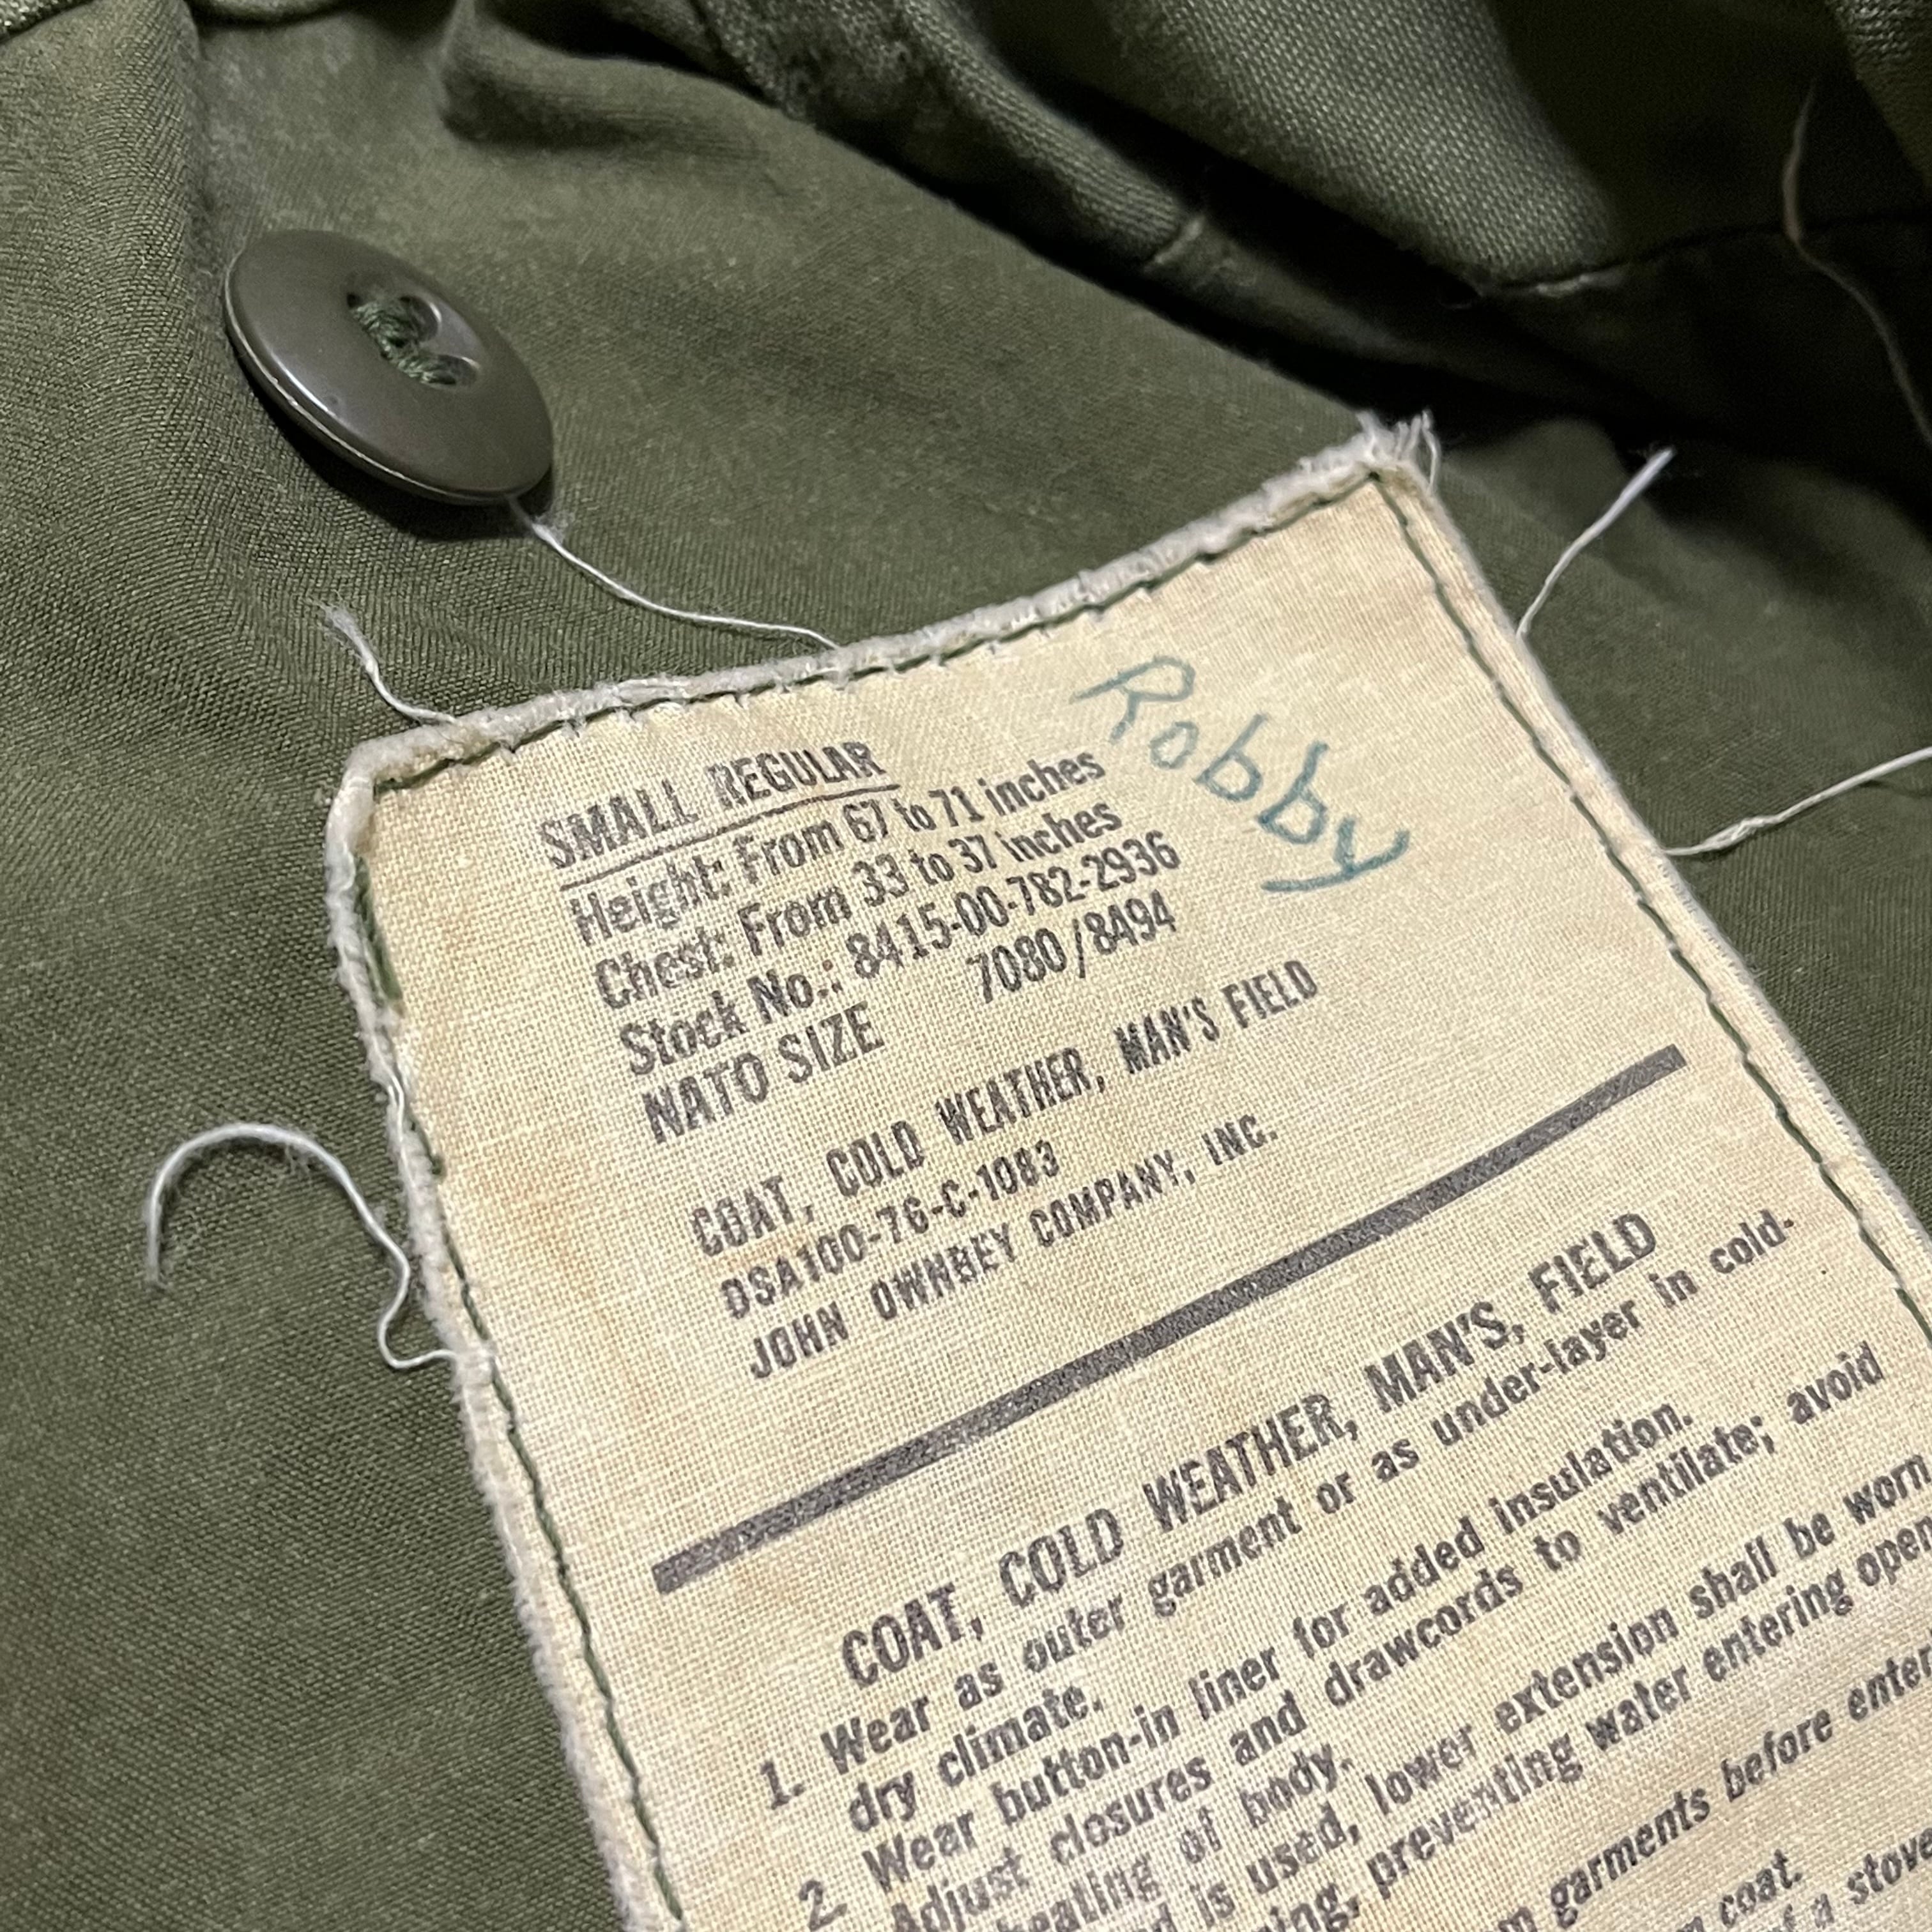 Robby
SMALL REGULAR
Height: From 67 to 71 inches
Chest: From 33 to 37 inches
Stock No.: 8415-00-782-2936
NATO SIZE 7080/8494
COAT, COLD WEATHER, MAN'S FIELD
DSA100-76-C-1083
JOHN OWNBEY COMPANY, INC.
COAT, COLD WEATHER, MAN'S, FIELD
1. Wear as outer garment or as under-layer in cold-
dry climate.
2. Wear button-in liner for added insulation.
Adjust closures and drawcords to ventilate; avoid
heating of body.
is used, lower extension shall be worn
preventing water entering open
garments before enter
coat.
f a stove